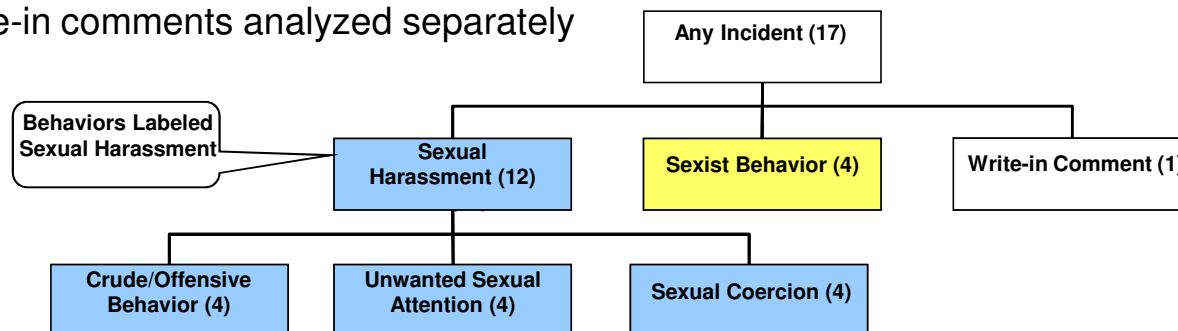 e-in comments analyzed separately
Any Incident (17)
Behaviors Labeled
Sexual Harassment
Sexual
Harassment (12)
Sexist Behavior (4)
Write-in Comment (1)
Crude/Offensive
Behavior (4)
Unwanted Sexual
Attention (4)
Sexual Coercion (4)